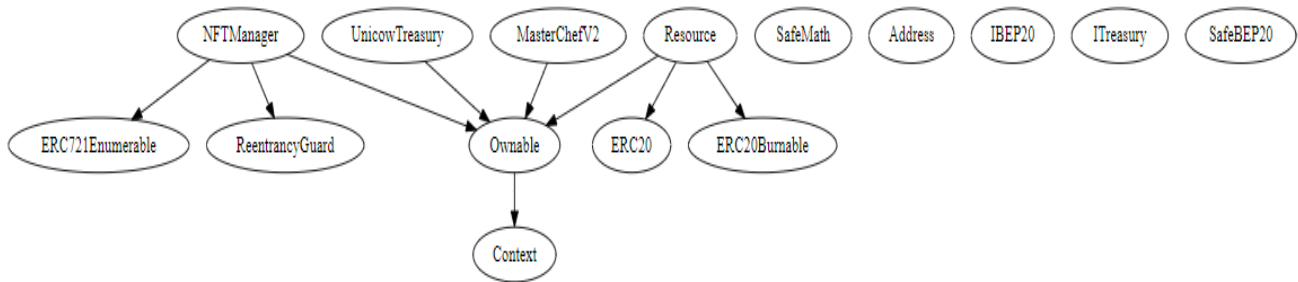 NFTManager
UnicowTreasury
MasterChefV2
Resource
SafeMath
Address
IBEP20
ITreasury
SafeBEP20
ERC721Enumerable
ReentrancyGuard
Ownable
ERC20
ERC20Burnable
Context